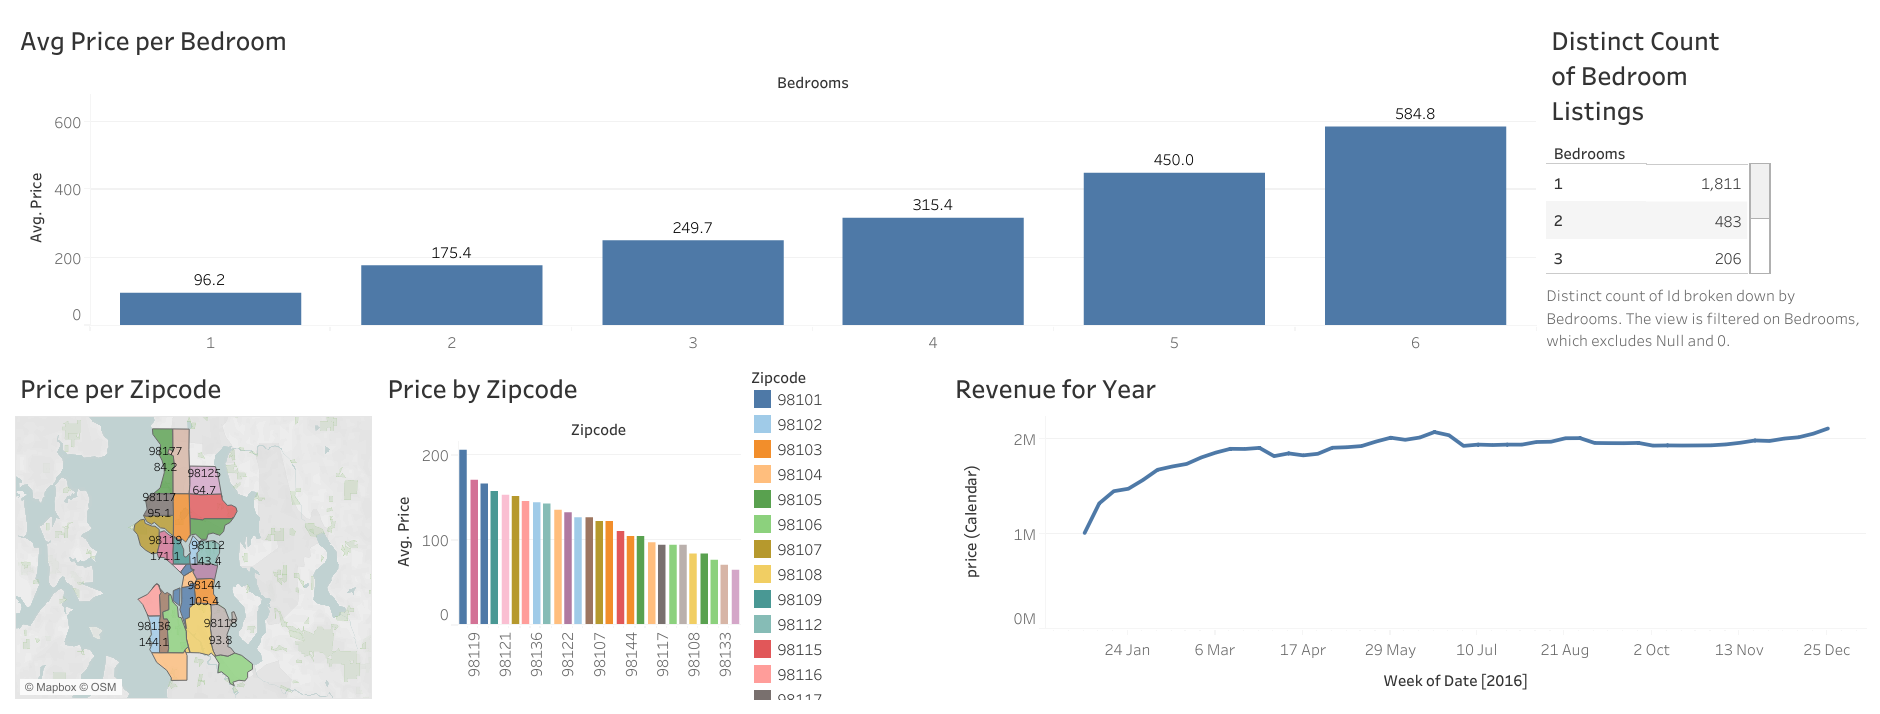 Avg Price per Bedroom
Bedrooms
Avg. Price
600
400
200
0
96.2
175.4
249.7
315.4
450.0
584.8
1
2
3
4
5
6
Distinct Count
of Bedroom
Listings
Bedrooms
1 1,811
2 483
3 206
Distinct count of Id broken down by
Bedrooms. The view is filtered on Bedrooms,
which excludes Null and 0.
Price per Zipcode
98177
84.2
98125
64.7
98117
95.1
98119
171.1
98112
143.4
98144
105.4
98136
144.1
98118
93.8
© Mapbox © OSM
Price by Zipcode
Zipcode
Avg. Price
200
100
0
98119
98121
98136
98122
98107
98144
98117
98108
98133
Zipcode
98101
98102
98103
98104
98105
98106
98107
98108
98109
98112
98115
98116
98117
Revenue for Year
price (Calendar)
2M
1M
0M
24 Jan
6 Mar
17 Apr
29 May
10 Jul
21 Aug
2 Oct
13 Nov
25 Dec
Week of Date [2016]